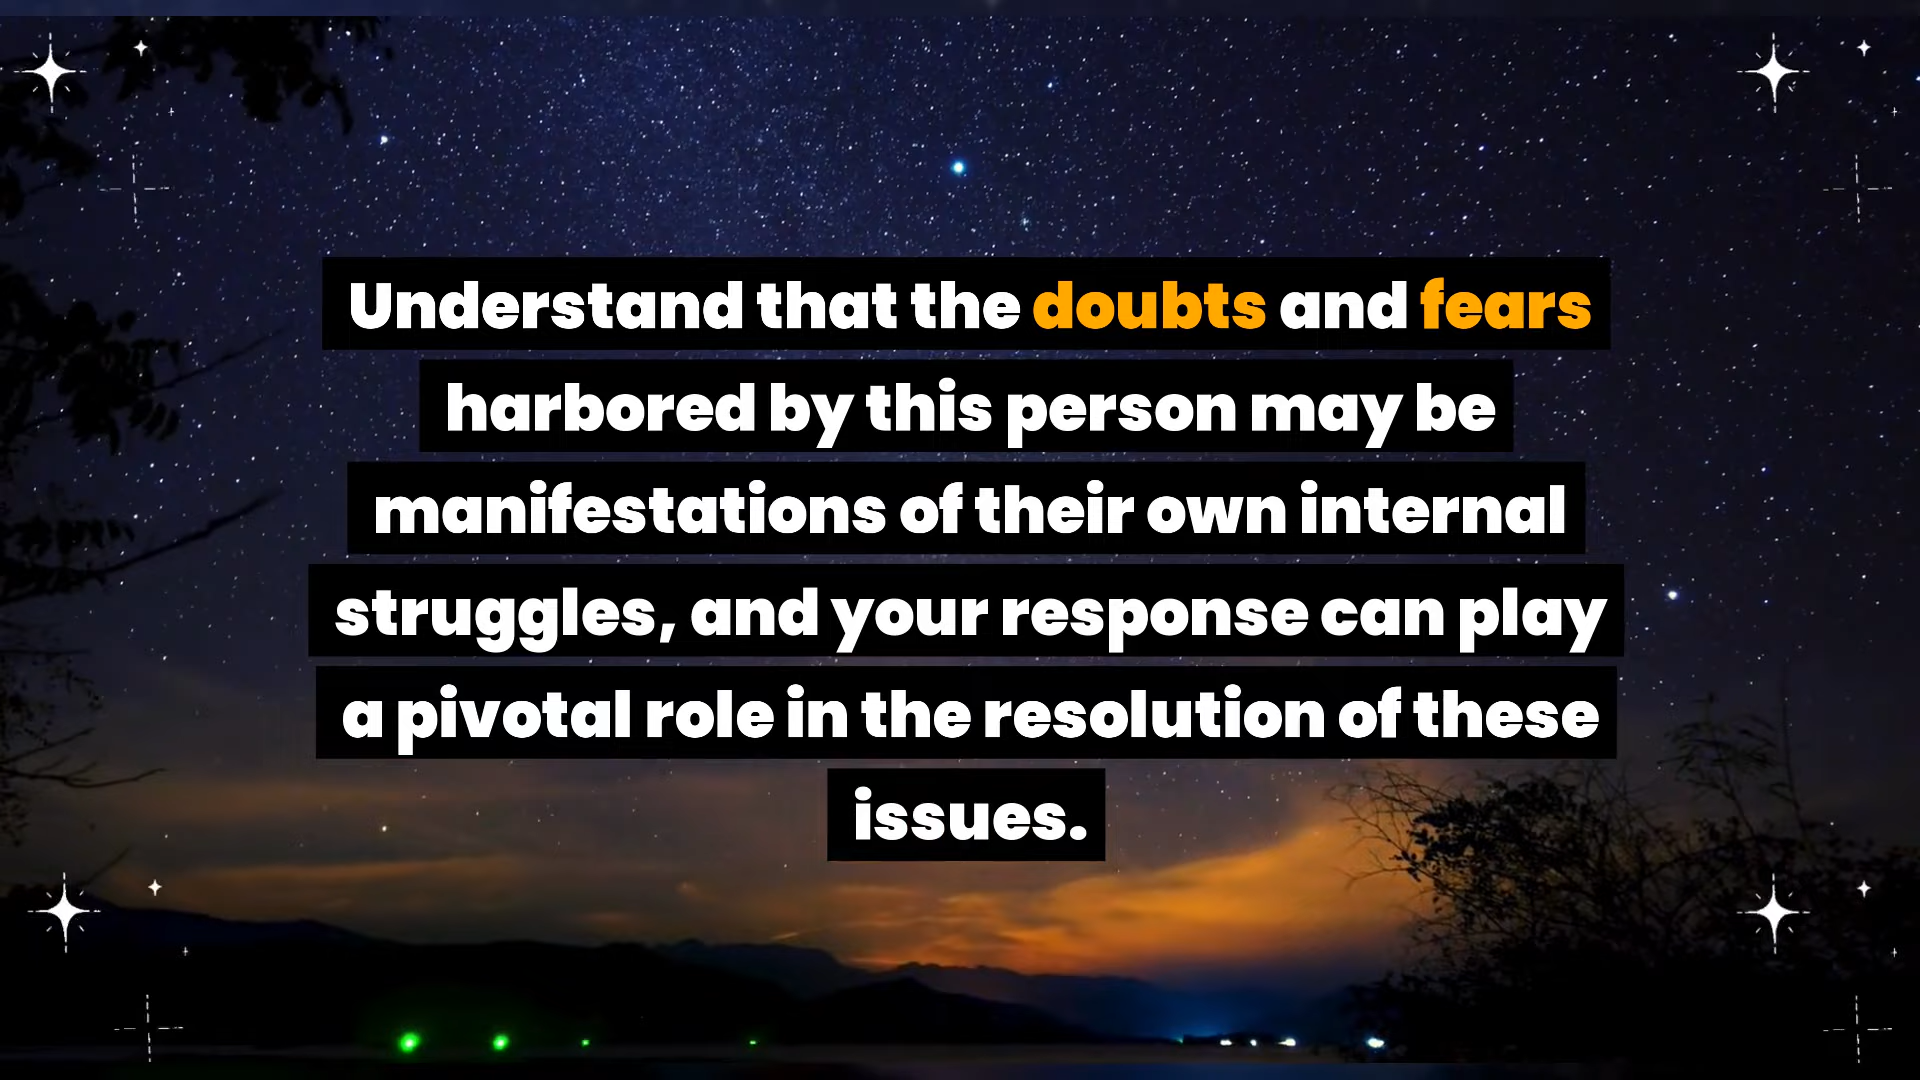 Understand that the doubts and fears
harbored by this person may be
manifestations of their own internal
struggles, and your response can play
a pivotal role in the resolution of these
issues.